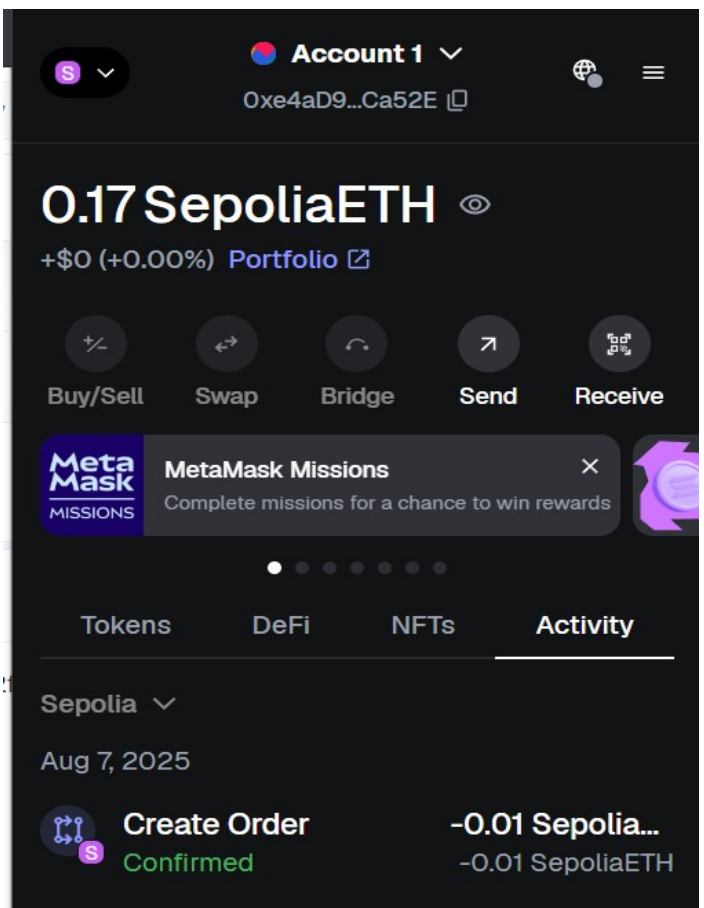 S
Account 1
0xe4aD9...Ca52E
0.17 SepoliaETH
+$0 (+0.00%) Portfolio
Buy/Sell Swap Bridge Send Receive
Meta
Mask
MISSIONS
MetaMask Missions
Complete missions for a chance to win rewards
Tokens DeFi NFTs Activity
Sepolia
Aug 7, 2025
Create Order -0.01 Sepolia...
S
Confirmed -0.01 SepoliaETH